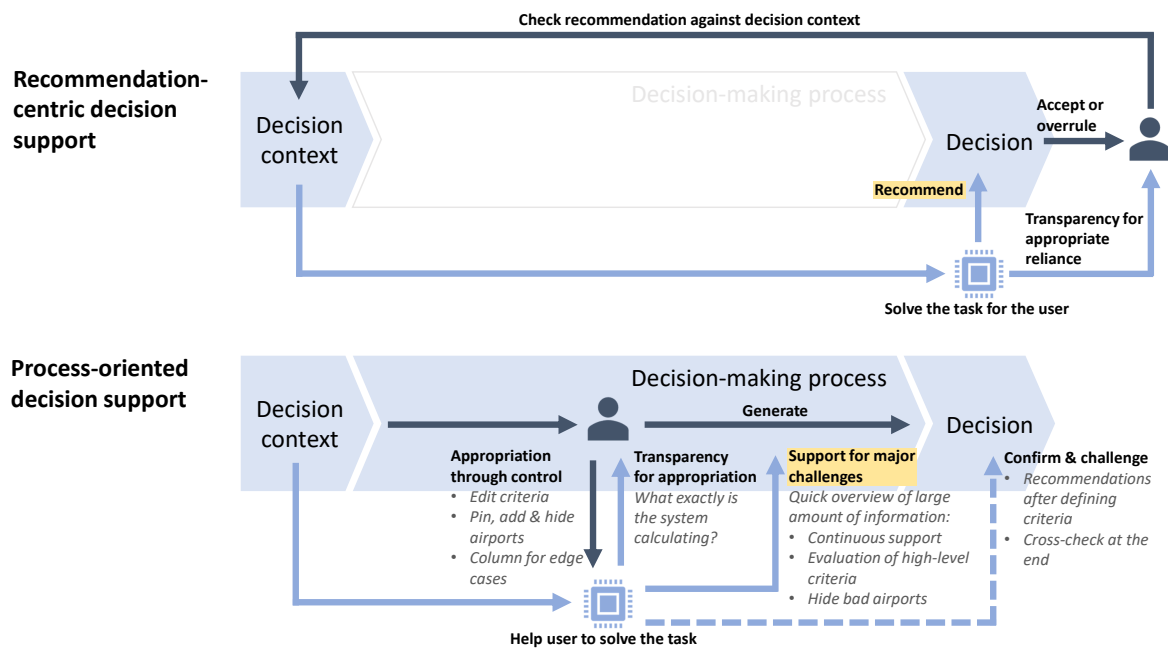 Check recommendation against decision context
Recommendation-
centric decision
support
Decision-making process
Decision
context
Decision
Accept or
overrule
Recommend
Transparency for
appropriate
reliance
Solve the task for the user
Process-oriented
decision support
Decision-making process
Decision
context
Generate
Decision
Appropriation
through control
• Edit criteria
• Pin, add & hide
airports
• Column for edge
cases
Transparency
for appropriation
What exactly is
the system
calculating?
Support for major
challenges
Quick overview of large
amount of information:
• Continuous support
• Evaluation of high-level
criteria
• Hide bad airports
Confirm & challenge
• Recommendations
after defining
criteria
• Cross-check at the
end
Help user to solve the task